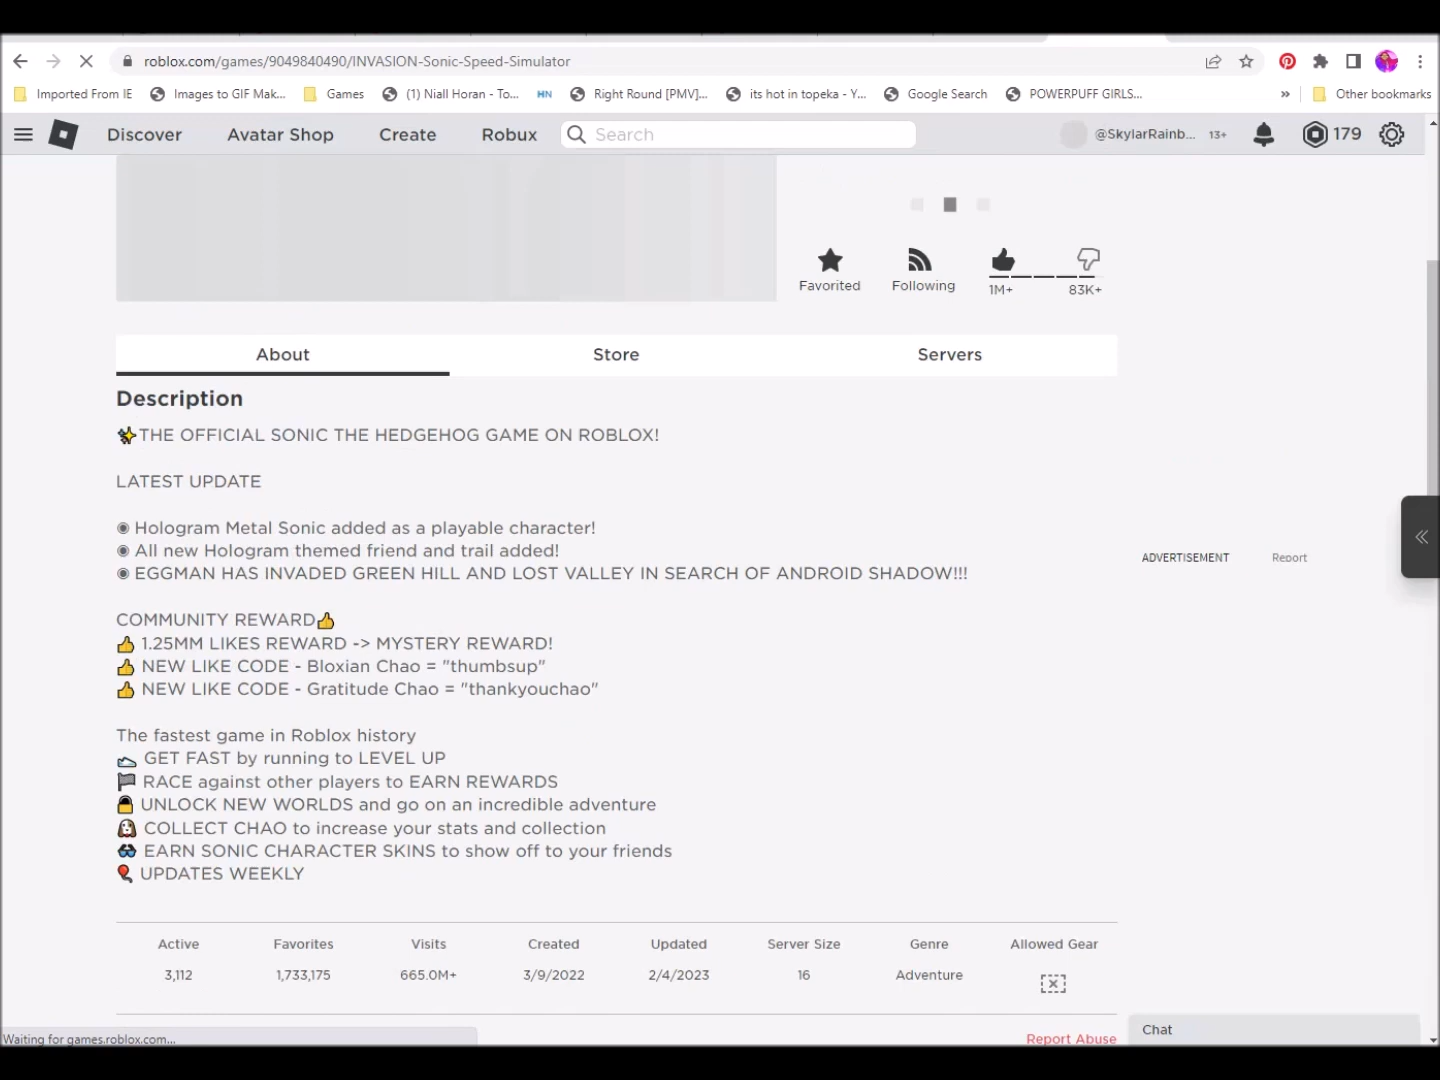 roblox.com/games/9049840490/INVASION-Sonic-Speed-Simulator
Imported From IE
Images to GIF Mak...
Games
(1) Niall Horan - To...
HN
Right Round [PMV]...
its hot in topeka - Y...
Google Search
POWERPUFF GIRLS...
»
Other bookmarks
Discover
Avatar Shop
Create
Robux
Search
@SkylarRainb...
13+
179
Favorited
Following
1M+
83K+
About
Store
Servers
Description
✨THE OFFICIAL SONIC THE HEDGEHOG GAME ON ROBLOX!
LATEST UPDATE
◉ Hologram Metal Sonic added as a playable character!
◉ All new Hologram themed friend and trail added!
◉ EGGMAN HAS INVADED GREEN HILL AND LOST VALLEY IN SEARCH OF ANDROID SHADOW!!!
ADVERTISEMENT
Report
COMMUNITY REWARD👍
👍 1.25MM LIKES REWARD -> MYSTERY REWARD!
👍 NEW LIKE CODE - Bloxian Chao = "thumbsup"
👍 NEW LIKE CODE - Gratitude Chao = "thankyouchao"
The fastest game in Roblox history
👟 GET FAST by running to LEVEL UP
🏴 RACE against other players to EARN REWARDS
🔒 UNLOCK NEW WORLDS and go on an incredible adventure
🐶 COLLECT CHAO to increase your stats and collection
🕶 EARN SONIC CHARACTER SKINS to show off to your friends
🎈 UPDATES WEEKLY
Active
Favorites
Visits
Created
Updated
Server Size
Genre
Allowed Gear
3,112
1,733,175
665.0M+
3/9/2022
2/4/2023
16
Adventure
Waiting for games.roblox.com...
Report Abuse
Chat